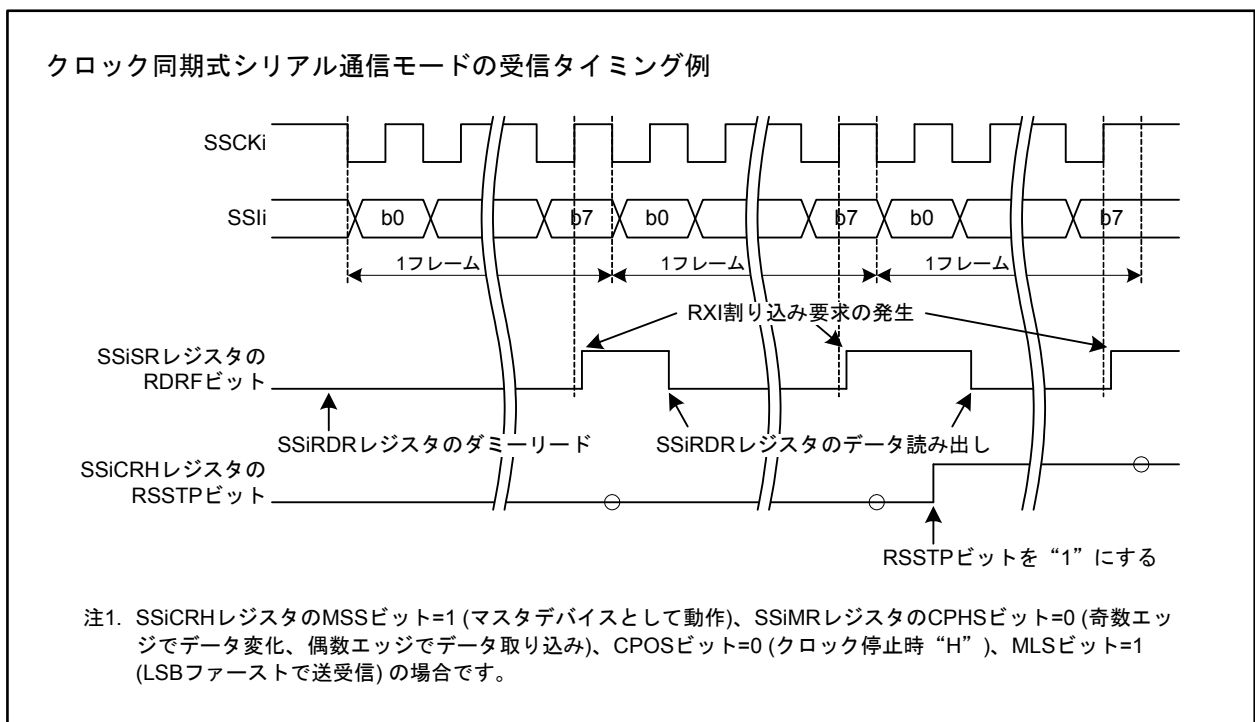 クロック同期式シリアル通信モードの受信タイミング例
SSCKi
SSIi
b0
b7
b0
b7
b0
b7
1フレーム
1フレーム
1フレーム
RXI割り込み要求の発生
SSiSRレジスタの
RDRFビット
SSiRDRレジスタのダミーリード
SSiRDRレジスタのデータ読み出し
SSiCRHレジスタの
RSSTPビット
RSSTPビットを“1”にする
注1. SSiCRHレジスタのMSSビット=1 (マスタデバイスとして動作)、SSiMRレジスタのCPHSビット=0 (奇数エッ
ジでデータ変化、偶数エッジでデータ取り込み)、CPOSビット=0 (クロック停止時“H”)、MLSビット=1
(LSBファーストで送受信) の場合です。